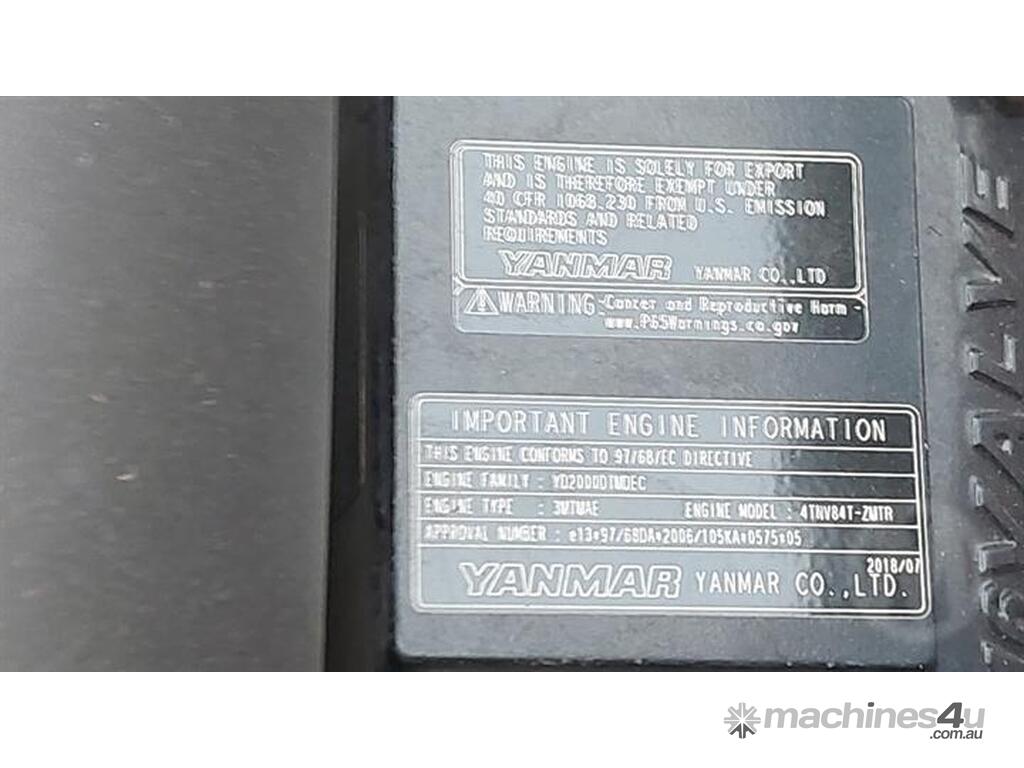 THIS ENGINE IS SOLELY FOR EXPORT
AND IS THEREFORE EXEMPT UNDER
40 CFR 1068.230 FROM U.S. EMISSION
STANDARDS AND RELATED
REQUIREMENTS
YANMAR YANMAR CO.,LTD
WARNING -Cancer and Reproductive Harm -
www.P65Warnings.ca.gov
IMPORTANT ENGINE INFORMATION
THIS ENGINE CONFORMS TO 97/68/EC DIRECTIVE
ENGINE FAMILY : YD2000DIMDEC
ENGINE TYPE : 3MTMAE ENGINE MODEL : 4TNV84T-ZMTR
APPROVAL NUMBER : e13*97/68DA*2006/105KA*0575*05
2018/07
YANMAR YANMAR CO.,LTD.
16VALVE
machines4u
.com.au